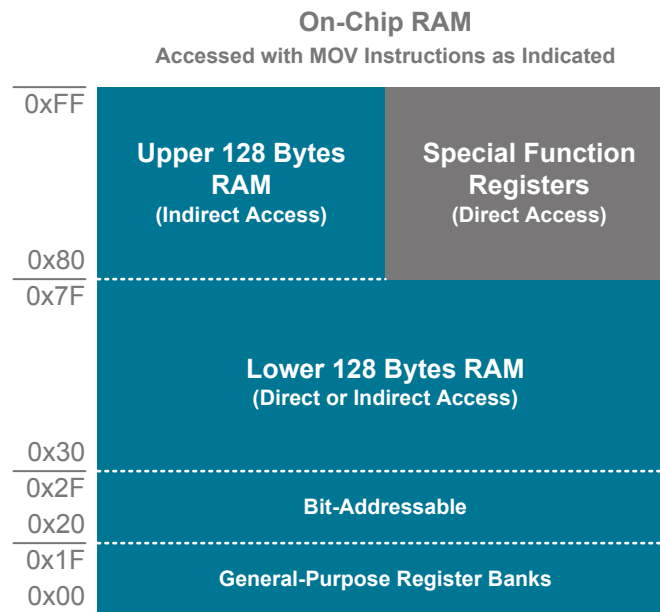 On-Chip RAM
Accessed with MOV Instructions as Indicated
0xFF
Upper 128 Bytes
RAM
(Indirect Access)
Special Function
Registers
(Direct Access)
0x80
0x7F
Lower 128 Bytes RAM
(Direct or Indirect Access)
0x30
0x2F
Bit-Addressable
0x20
0x1F
General-Purpose Register Banks
0x00